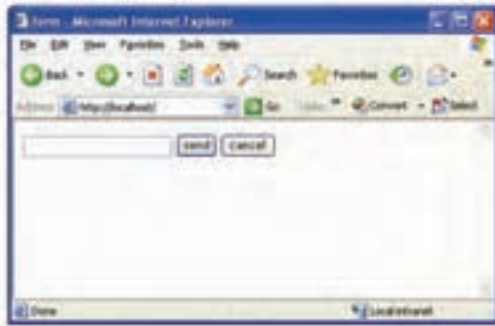 form - Microsoft Internet Explorer
File Edit View Favorites Tools Help
Back Search Favorites
Address http://localhost/ Go Links » Convert Select
send cancel
Done Local intranet